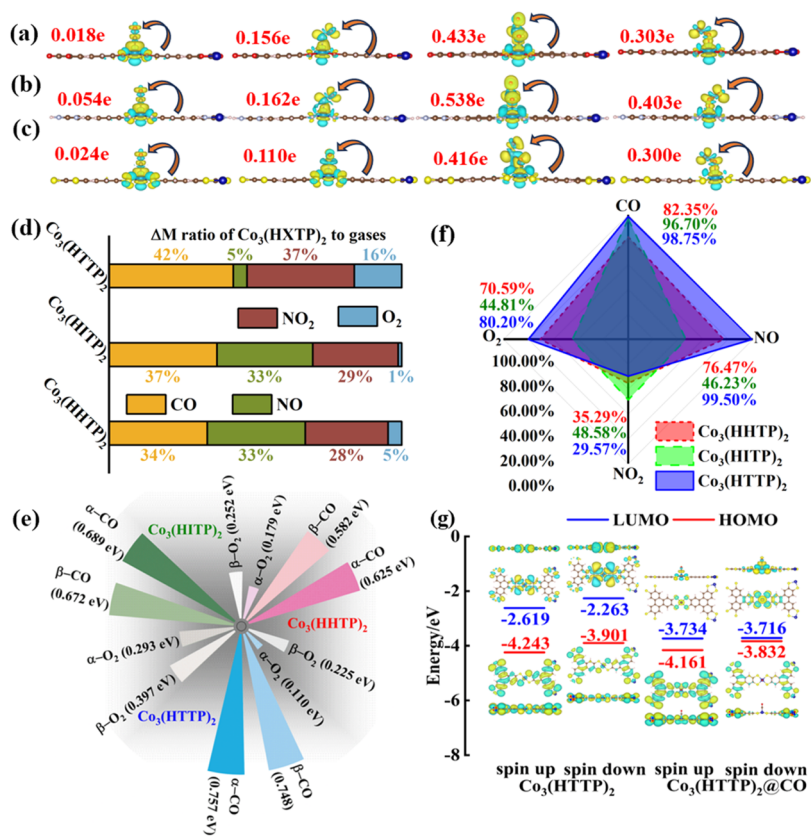 (a)
0.018e 0.156e 0.433e 0.303e
(b)
0.054e 0.162e 0.538e 0.403e
(c)
0.024e 0.110e 0.416e 0.300e
(d)
ΔM ratio of Co₃(HXTP)₂ to gases
Co₃(HTTP)₂
42% 5% 37% 16%
NO₂ O₂
Co₃(HITP)₂
37% 33% 29% 1%
CO NO
Co₃(HHTP)₂
34% 33% 28% 5%
(f)
CO
82.35%
96.70%
98.75%
70.59%
44.81%
80.20%
O₂
NO
76.47%
46.23%
99.50%
100.00%
80.00%
60.00%
40.00%
20.00%
0.00%
35.29%
48.58%
29.57%
NO₂
Co₃(HHTP)₂
Co₃(HITP)₂
Co₃(HTTP)₂
(e)
α–CO
(0.689 eV)
Co₃(HITP)₂
β–O₂ (0.252 eV)
α–O₂ (0.179 eV)
β–CO
(0.582 eV)
α–CO
(0.625 eV)
β–CO
(0.672 eV)
Co₃(HHTP)₂
α–O₂ (0.293 eV)
β–O₂ (0.225 eV)
β–O₂ (0.397 eV)
α–O₂ (0.110 eV)
Co₃(HTTP)₂
α–CO
(0.757 eV)
β–CO
(0.748)
(g)
LUMO HOMO
Energy/eV
0
-2
-4
-6
-8
-2.619
-4.243
-2.263
-3.901
-3.734
-4.161
-3.716
-3.832
spin up spin down spin up spin down
Co₃(HTTP)₂ Co₃(HTTP)₂@CO